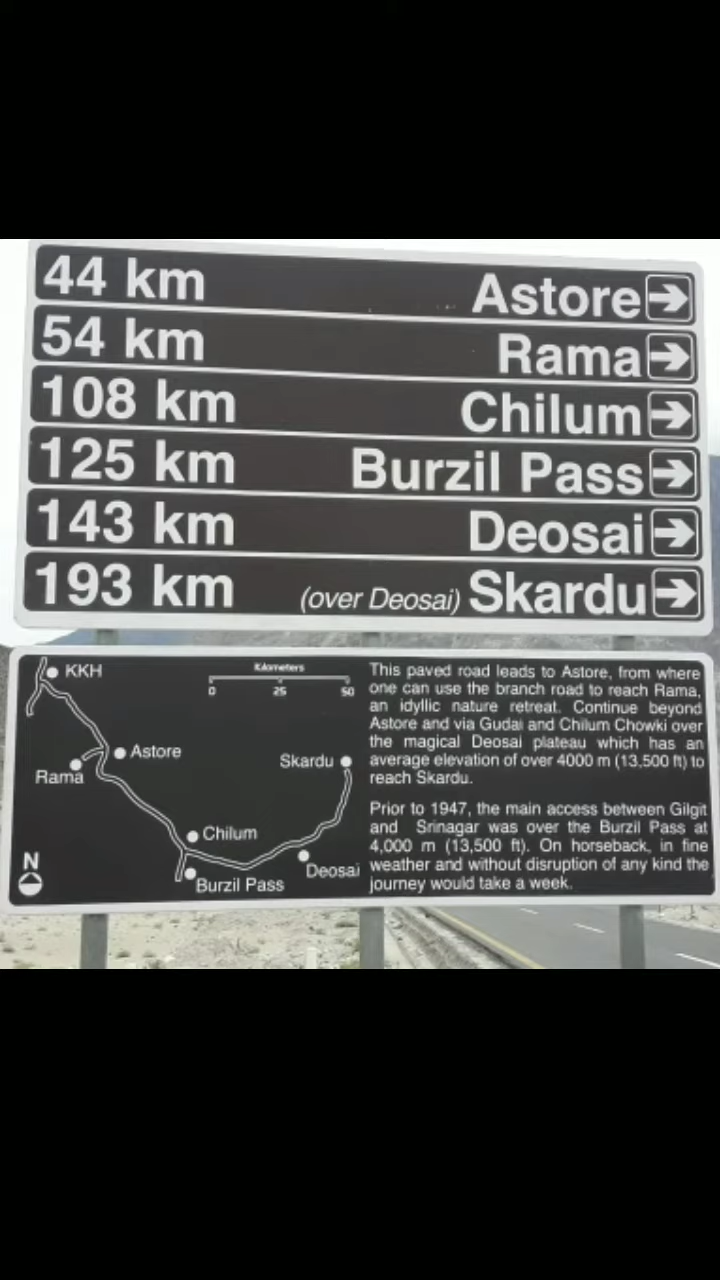 44 km Astore
54 km Rama
108 km Chilum
125 km Burzil Pass
143 km Deosai
193 km (over Deosai) Skardu
KKH
Kilometers
0 25 50
Astore
Rama
Skardu
Chilum
Burzil Pass
Deosai
N
This paved road leads to Astore, from where
one can use the branch road to reach Rama,
an idyllic nature retreat. Continue beyond
Astore and via Gudai and Chilum Chowki over
the magical Deosai plateau which has an
average elevation of over 4000 m (13,500 ft) to
reach Skardu.
Prior to 1947, the main access between Gilgit
and Srinagar was over the Burzil Pass at
4,000 m (13,500 ft). On horseback, in fine
weather and without disruption of any kind the
journey would take a week.